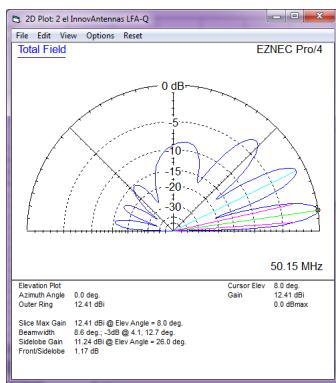 2D Plot: 2 el InnovAntennas LFA-Q
File Edit View Options Reset
Total Field EZNEC Pro/4
0 dB
-5
-10
-15
-20
-30
50.15 MHz
Elevation Plot Cursor Elev 8.0 deg.
Azimuth Angle 0.0 deg. Gain 12.41 dBi
Outer Ring 12.41 dBi 0.0 dBmax
Slice Max Gain 12.41 dBi @ Elev Angle = 8.0 deg.
Beamwidth 8.6 deg.; -3dB @ 4.1, 12.7 deg.
Sidelobe Gain 11.24 dBi @ Elev Angle = 26.0 deg.
Front/Sidelobe 1.17 dB